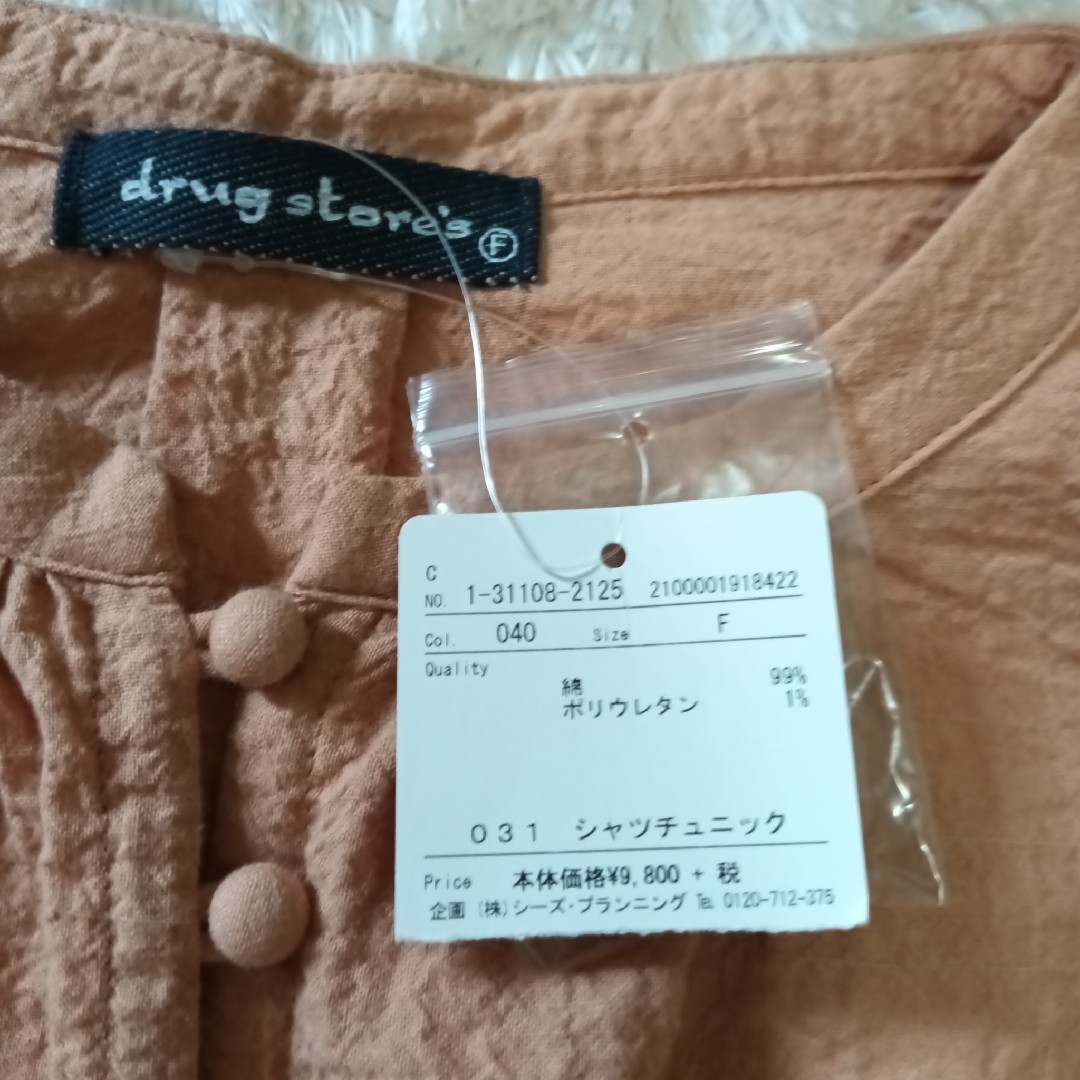 drug store's Ⓕ
C
NO. 1-31108-2125 2100001918422
Col. 040 Size F
Quality
綿 99%
ポリウレタン 1%
031 シャツチュニック
Price 本体価格¥9,800 + 税
企画 (株)シーズ・プランニング TEL 0120-712-375